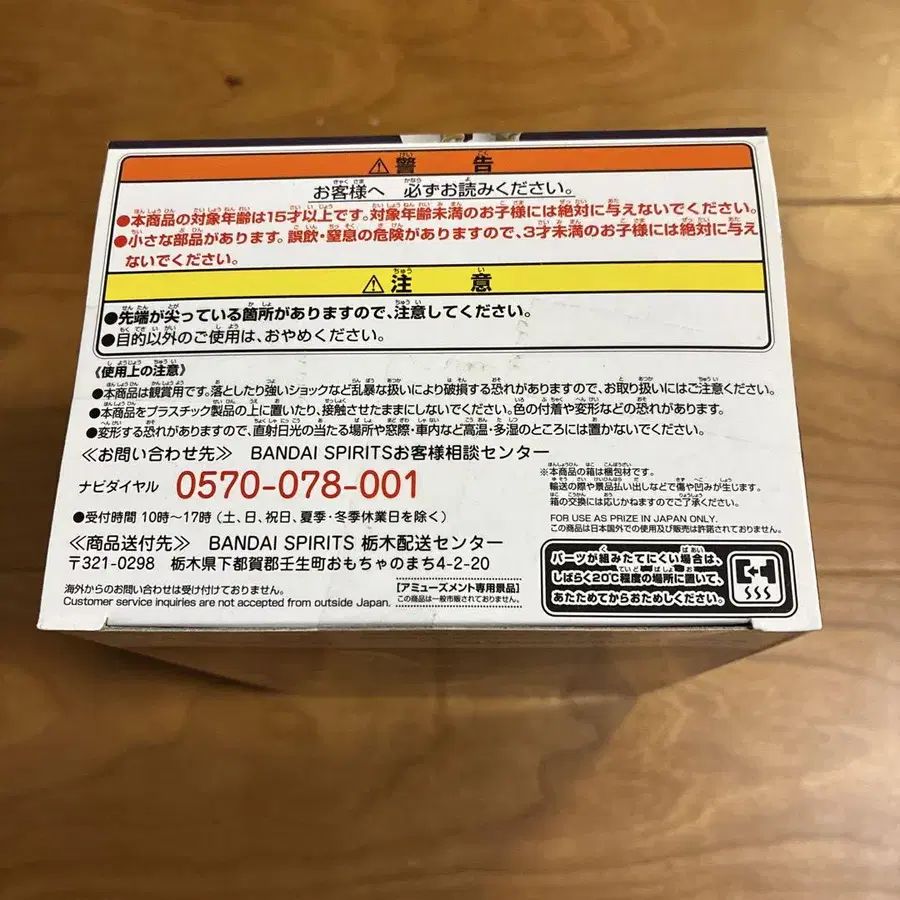 ⚠警告
お客様へ 必ずお読みください。
●本商品の対象年齢は15才以上です。対象年齢未満のお子様には絶対に与えないでください。
●小さな部品があります。誤飲・窒息の危険がありますので、3才未満のお子様には絶対に与え
ないでください。
⚠注意
●先端が尖っている箇所がありますので、注意してください。
●目的以外のご使用は、おやめください。
《使用上の注意》
●本商品は観賞用です。落としたり強いショックなど乱暴な扱いにより破損する恐れがありますので、お取り扱いにはご注意ください。
●本商品をプラスチック製品の上に置いたり、接触させたままにしないでください。色の付着や変形などの恐れがあります。
●変形する恐れがありますので、直射日光の当たる場所や窓際・車内など高温・多湿のところには置かないでください。
≪お問い合わせ先≫ BANDAI SPIRITSお客様相談センター
ナビダイヤル 0570-078-001
●受付時間 10時〜17時 (土、日、祝日、夏季・冬季休業日を除く)
≪商品送付先≫ BANDAI SPIRITS 栃木配送センター
〒321-0298 栃木県下都賀郡壬生町おもちゃのまち4-2-20
海外からのお問い合わせは受け付けておりません。
Customer service inquiries are not accepted from outside Japan.
[アミューズメント専用景品]
この商品は一般市販されておりません。
※本商品の箱は梱包材です。
輸送の際や景品払い出しなどで傷や凹みが生じます。
箱の交換には応じかねますのでご了承ください。
FOR USE AS PRIZE IN JAPAN ONLY.
この商品は日本国外での使用及び販売は許諾されておりません。
パーツが組みたてにくい場合は、
しばらく20℃程度の場所に置いて、
あたためてからおためしください。